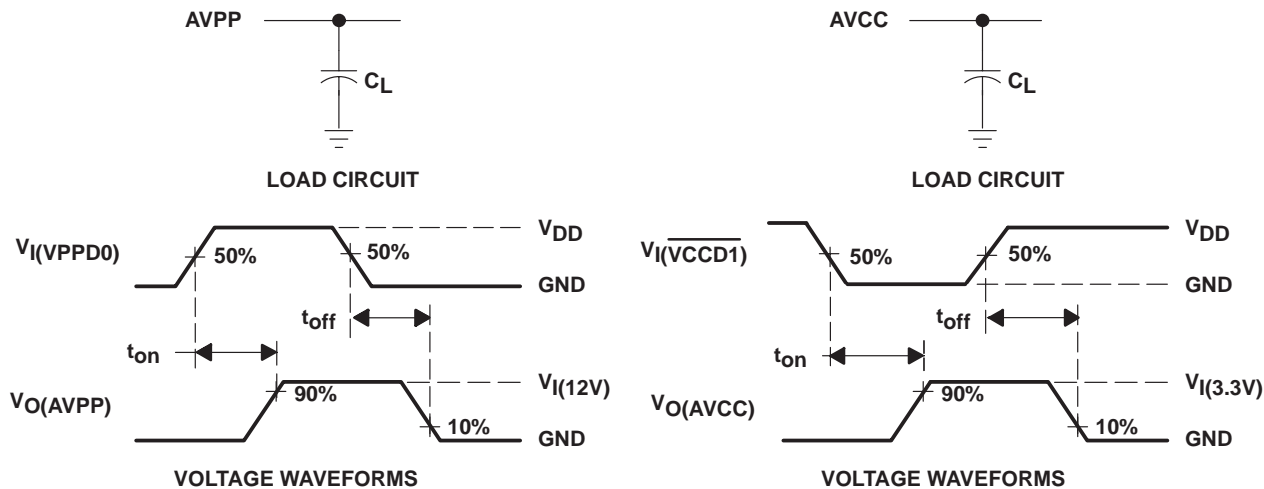 AVPP
CL
LOAD CIRCUIT
VI(VPPD0)
50%
50%
VDD
GND
toff
ton
VO(AVPP)
90%
10%
VI(12V)
GND
VOLTAGE WAVEFORMS
AVCC
CL
LOAD CIRCUIT
VI(V̅C̅C̅D̅1̅)
50%
50%
VDD
GND
toff
ton
VO(AVCC)
90%
10%
VI(3.3V)
GND
VOLTAGE WAVEFORMS